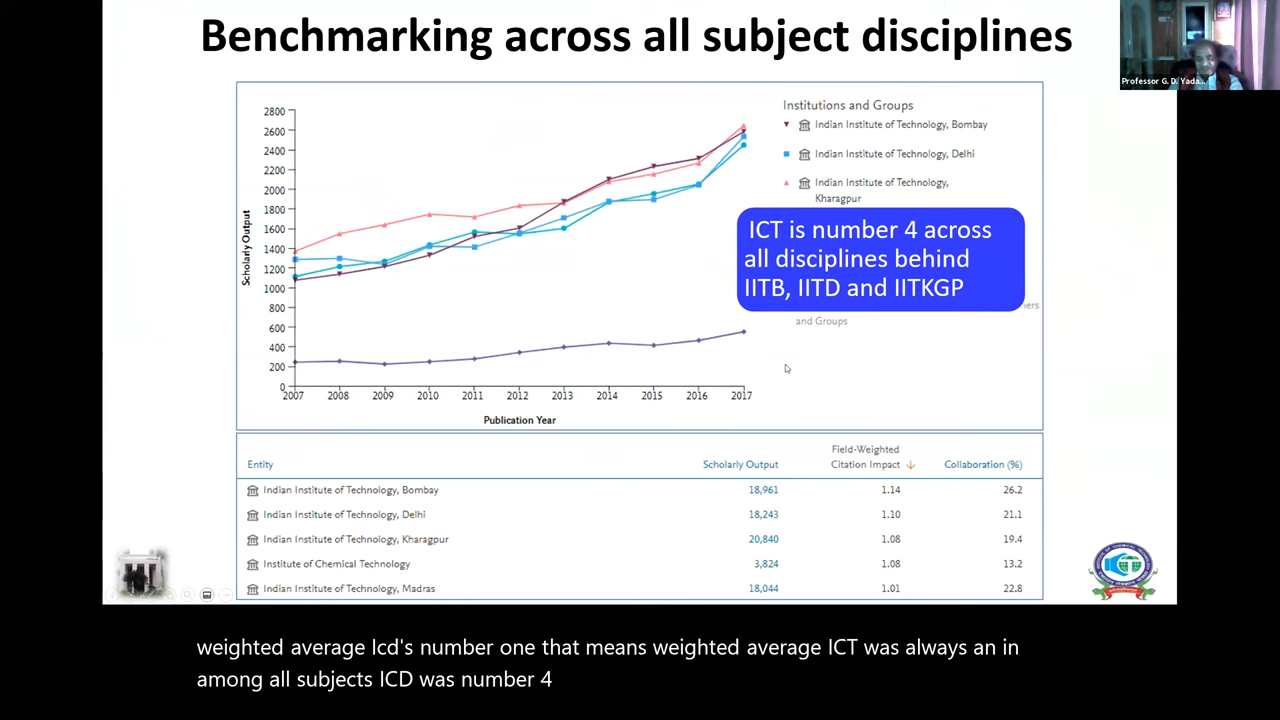 Benchmarking across all subject disciplines
Professor G. D. Yada...
Institutions and Groups
Indian Institute of Technology, Bombay
Indian Institute of Technology, Delhi
Indian Institute of Technology,
Kharagpur
ICT is number 4 across
all disciplines behind
IITB, IITD and IITKGP
and Groups
Scholarly Output
2800
2600
2400
2200
2000
1800
1600
1400
1200
1000
800
600
400
200
0
2007 2008 2009 2010 2011 2012 2013 2014 2015 2016 2017
Publication Year
Entity Scholarly Output Field-Weighted Citation Impact Collaboration (%)
Indian Institute of Technology, Bombay 18,961 1.14 26.2
Indian Institute of Technology, Delhi 18,243 1.10 21.1
Indian Institute of Technology, Kharagpur 20,840 1.08 19.4
Institute of Chemical Technology 3,824 1.08 13.2
Indian Institute of Technology, Madras 18,044 1.01 22.8
weighted average Icd's number one that means weighted average ICT was always an in
among all subjects ICD was number 4